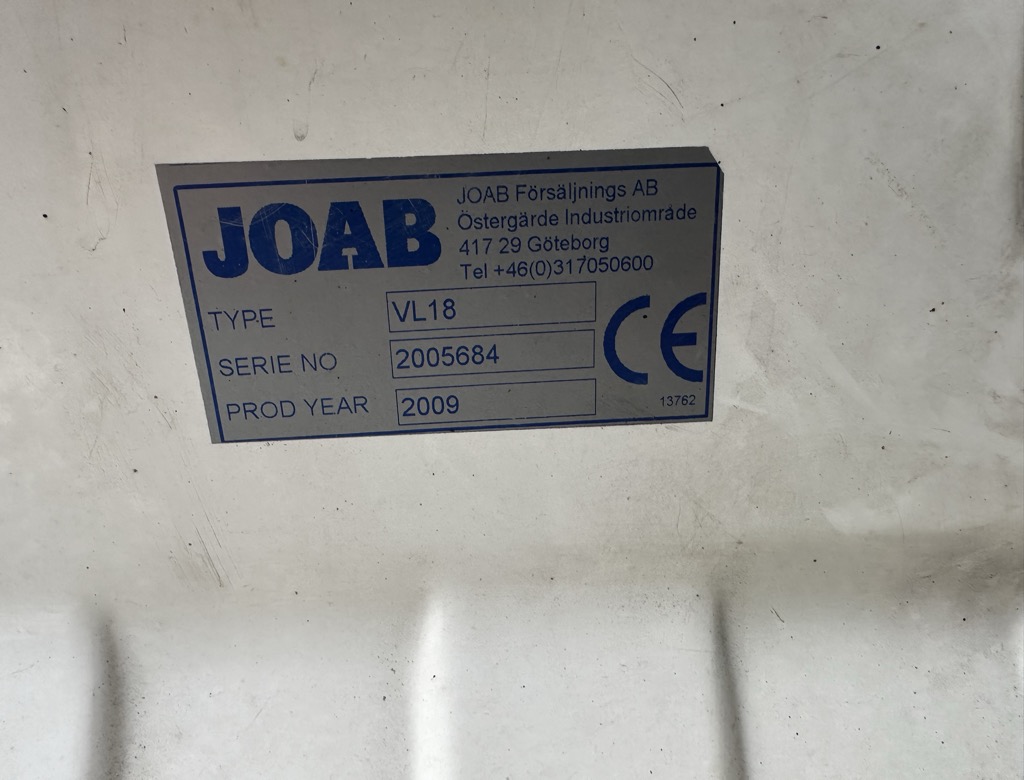 JOAB
JOAB Försäljnings AB
Östergärde Industriområde
417 29 Göteborg
Tel +46(0)317050600
TYPE VL18
SERIE NO 2005684
PROD YEAR 2009
CE
13762